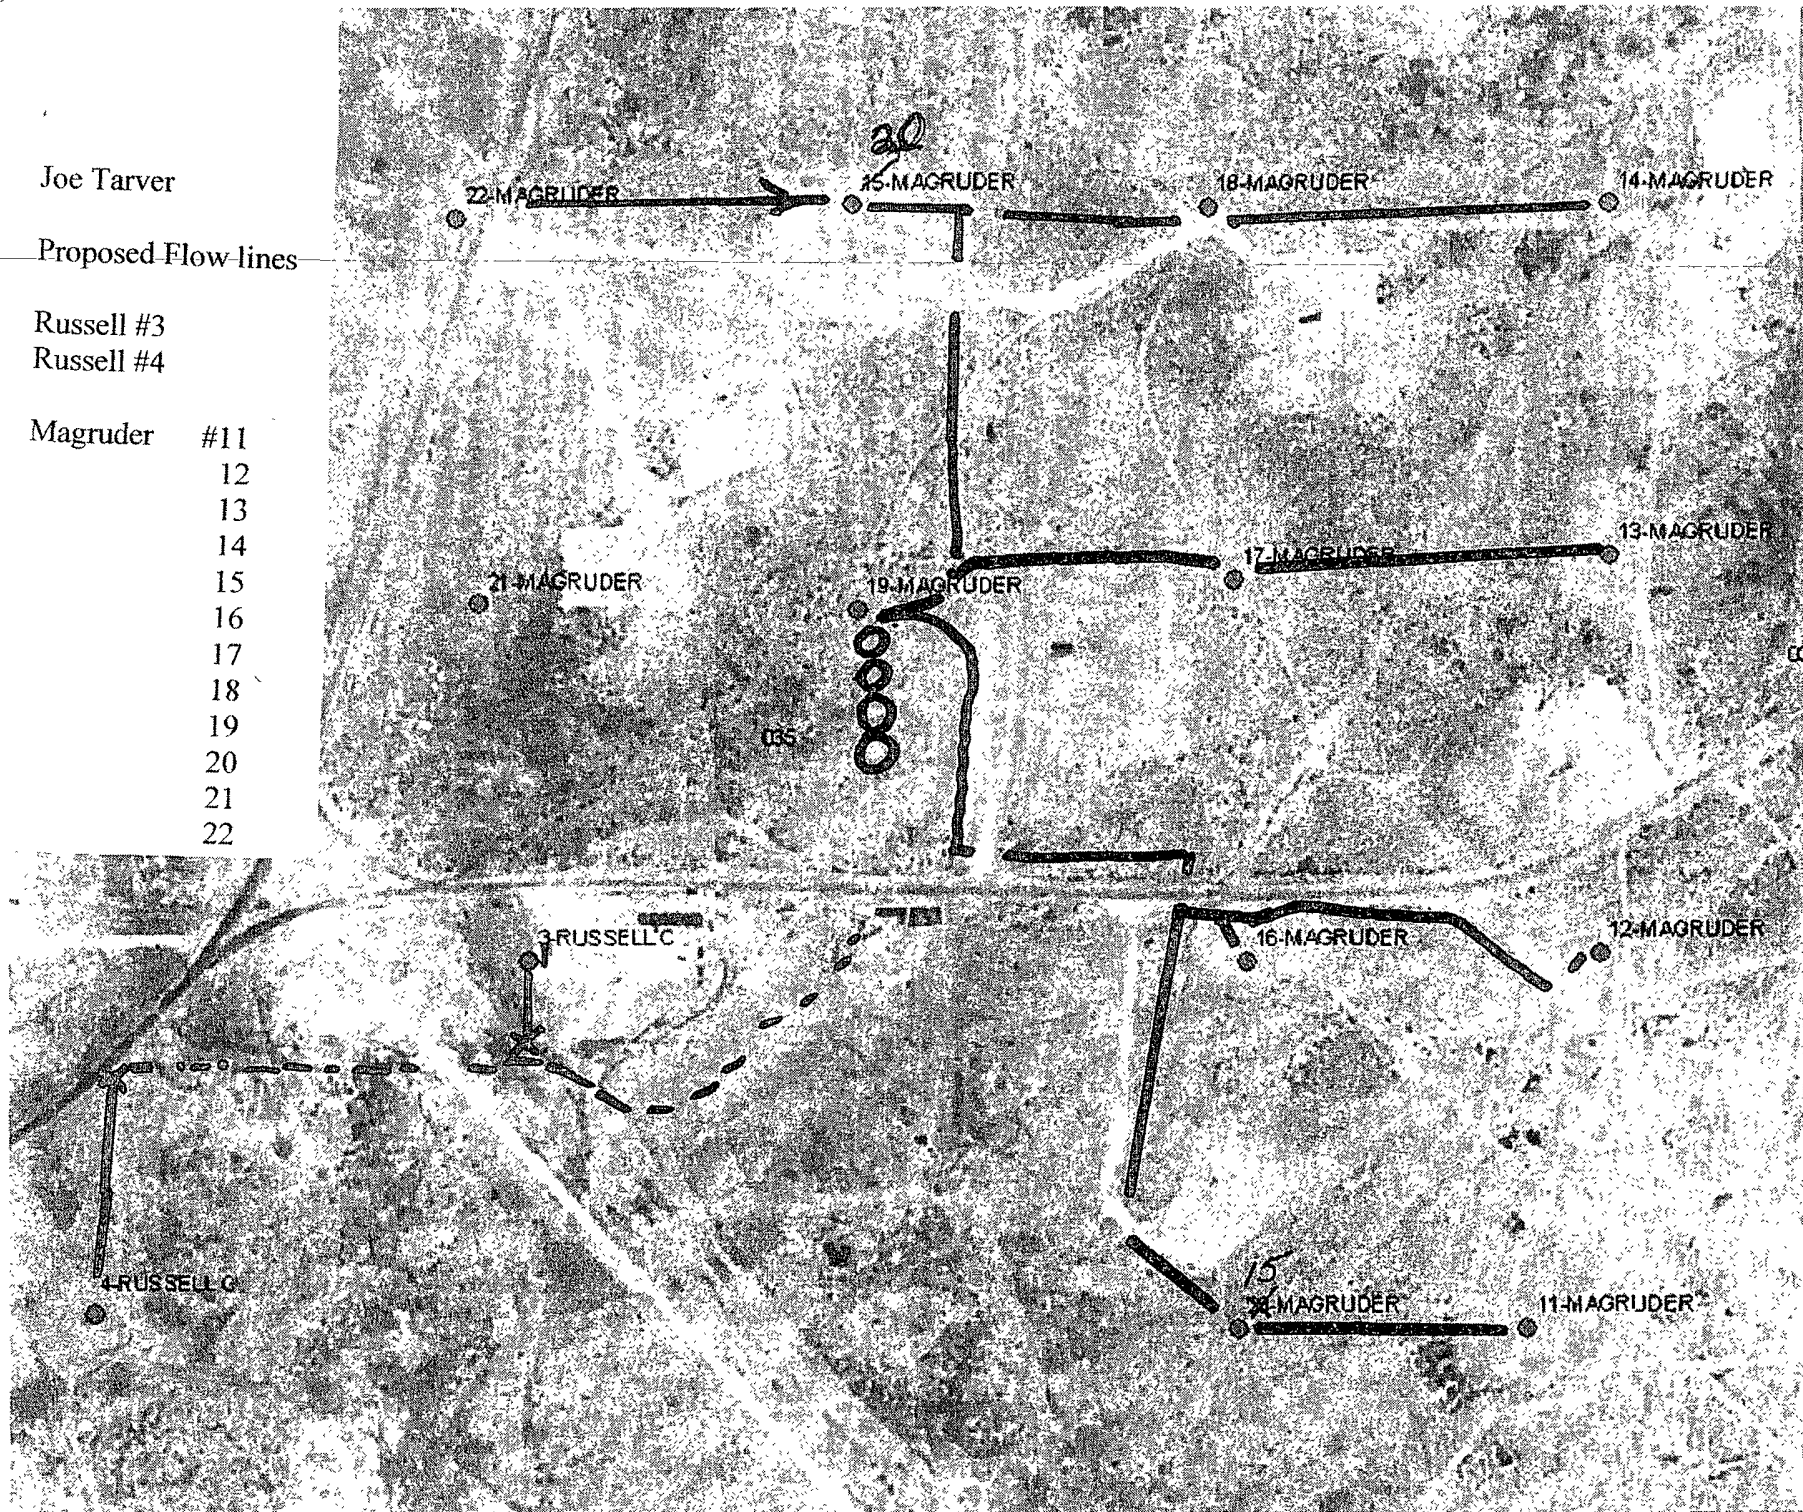 Joe Tarver
Proposed Flow lines
Russell #3
Russell #4
Magruder #11
12
13
14
15
16
17
18
19
20
21
22
20
22-MAGRUDER
15-MAGRUDER
18-MAGRUDER
14-MAGRUDER
13-MAGRUDER
17-MAGRUDER
21-MAGRUDER
19-MAGRUDER
035
3-RUSSELL C
16-MAGRUDER
12-MAGRUDER
4-RUSSELL C
15
-MAGRUDER
11-MAGRUDER